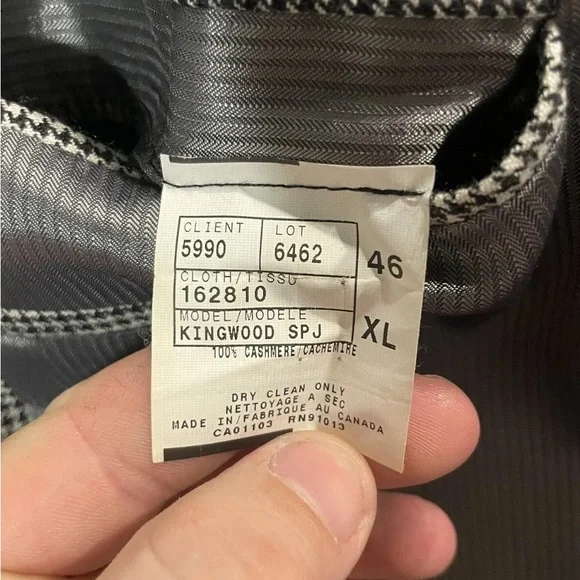 CLIENT LOT
5990 6462 46
CLOTH/TISSU
162810
MODEL/MODELE XL
KINGWOOD SPJ
100% CASHMERE/CACHEMIRE
DRY CLEAN ONLY
NETTOYAGE A SEC
MADE IN/FABRIQUE AU CANADA
CA01103 RN91013